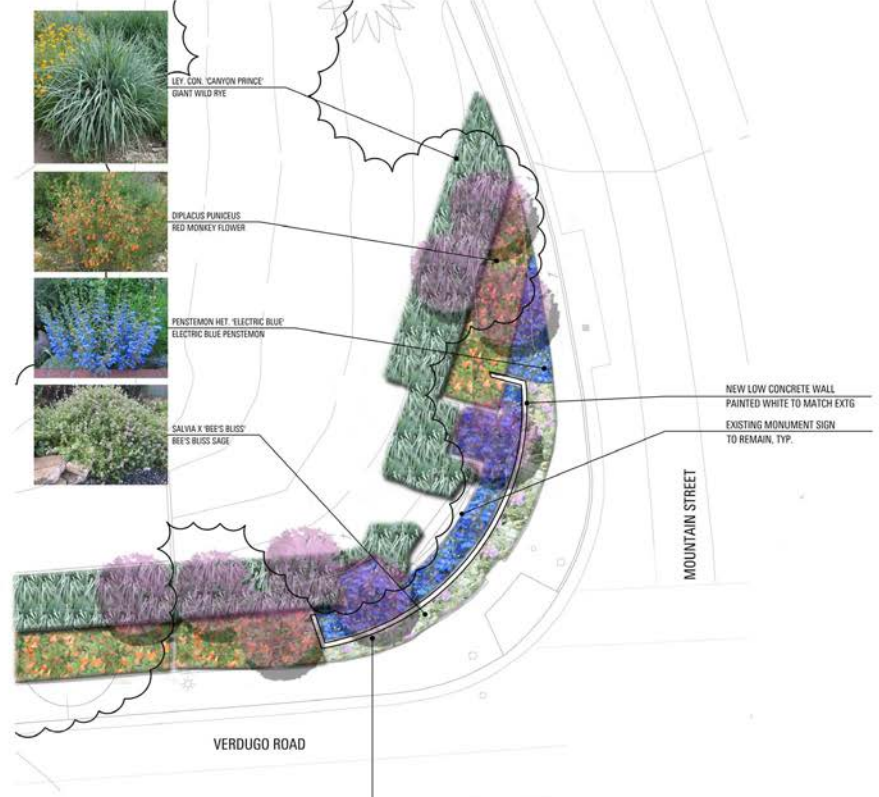 LEY. CON. 'CANYON PRINCE'
GIANT WILD RYE
DIPLACUS PUNICEUS
RED MONKEY FLOWER
PENSTEMON HET. 'ELECTRIC BLUE'
ELECTRIC BLUE PENSTEMON
SALVIA X 'BEE'S BLISS'
BEE'S BLISS SAGE
NEW LOW CONCRETE WALL
PAINTED WHITE TO MATCH EXTG
EXISTING MONUMENT SIGN
TO REMAIN, TYP.
MOUNTAIN STREET
VERDUGO ROAD